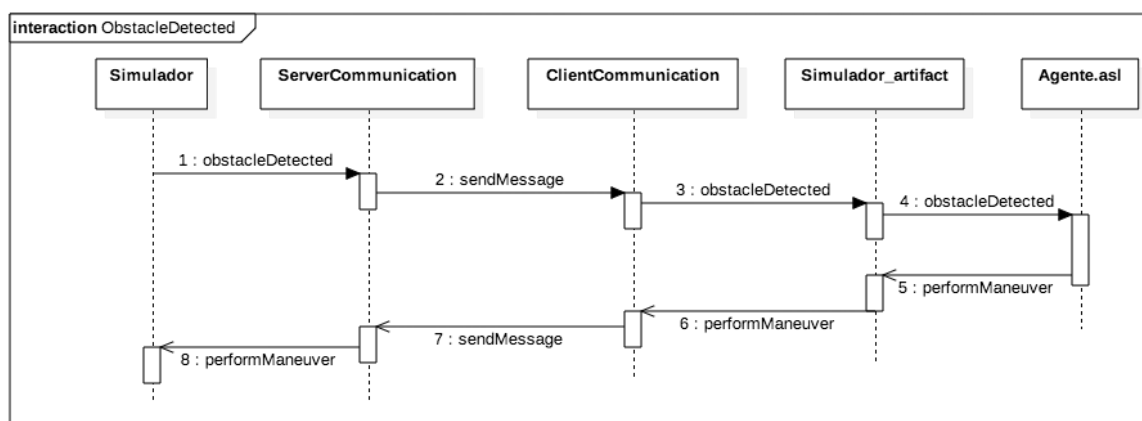 interaction ObstacleDetected
Simulador
ServerCommunication
ClientCommunication
Simulador_artifact
Agente.asl
1 : obstacleDetected
2 : sendMessage
3 : obstacleDetected
4 : obstacleDetected
5 : performManeuver
6 : performManeuver
7 : sendMessage
8 : performManeuver